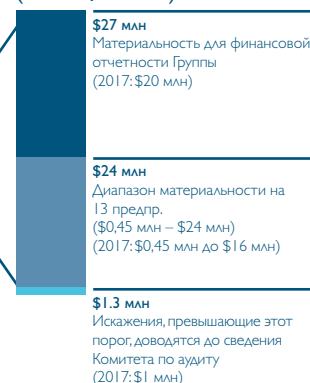 $27 млн
Материальность для финансовой
отчетности Группы
(2017: $20 млн)
$24 млн
Диапазон материальности на
13 предпр.
($0,45 млн – $24 млн)
(2017: $0,45 млн до $16 млн)
$1.3 млн
Искажения, превышающие этот
порог, доводятся до сведения
Комитета по аудиту
(2017: $1 млн)